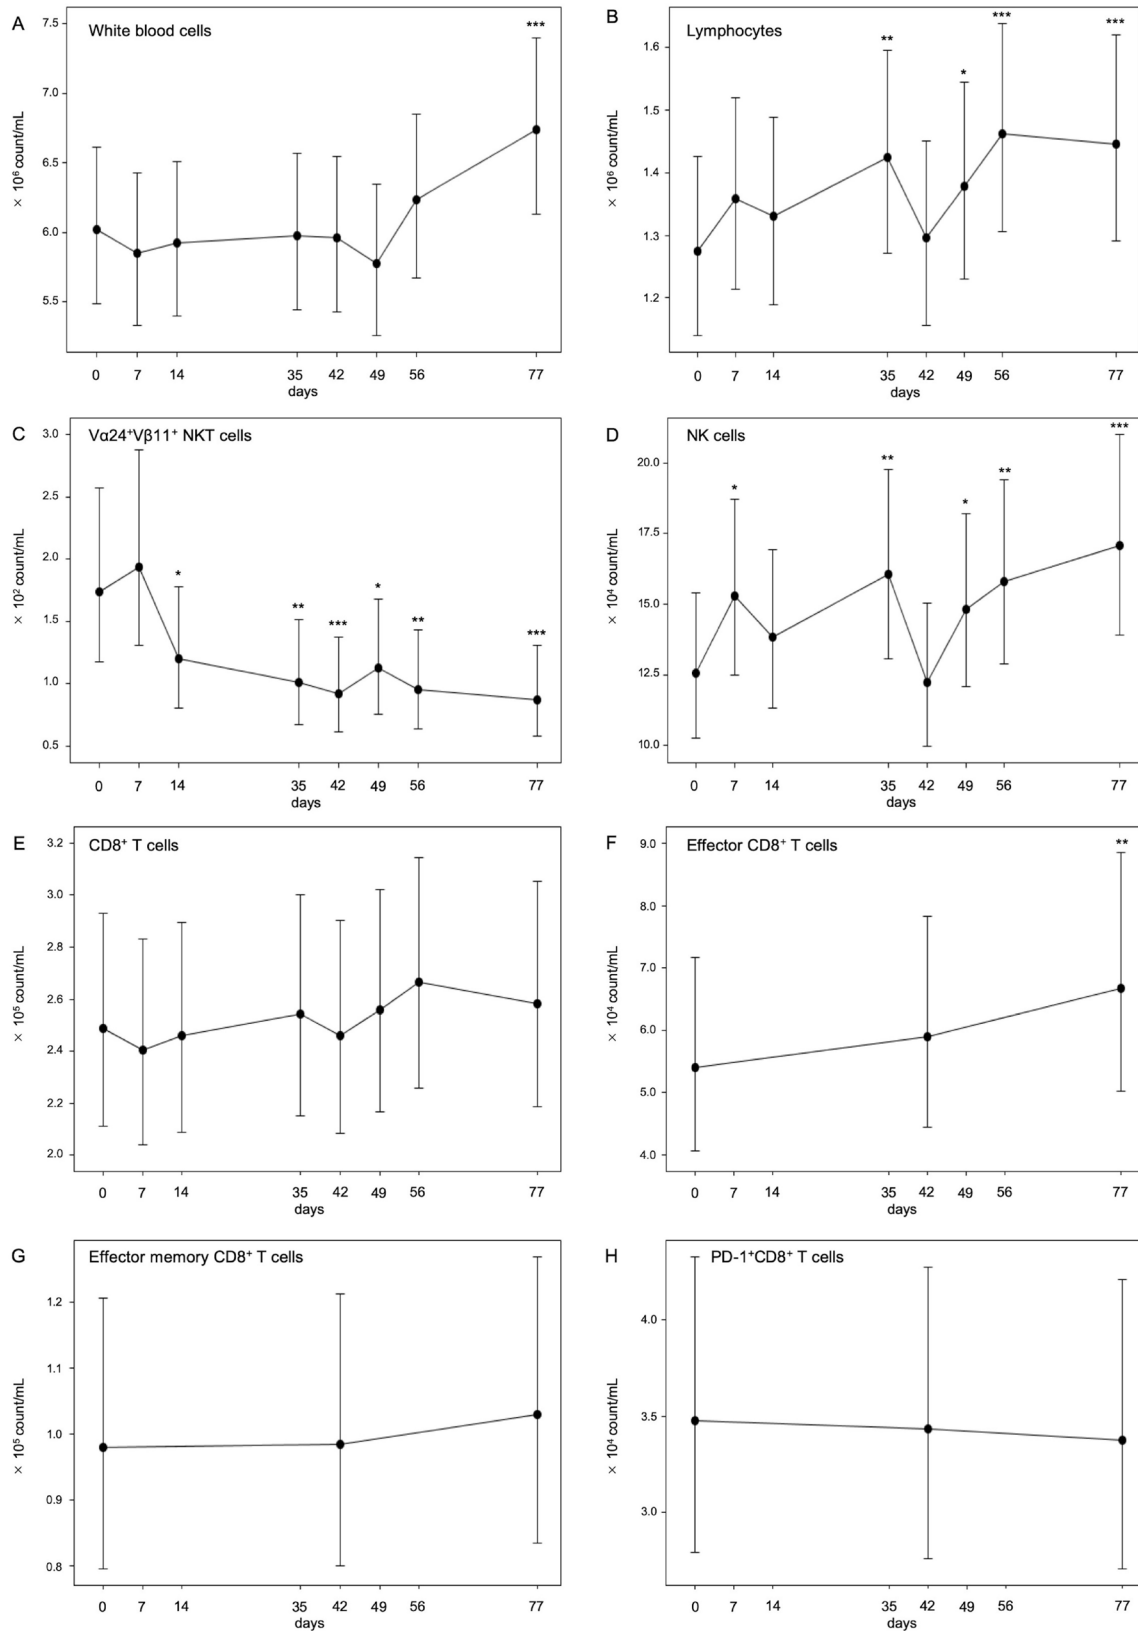 A
White blood cells
***
7.5
7.0
6.5
6.0
5.5
× 10⁶ count/mL
0 7 14 35 42 49 56 77
days
B
Lymphocytes
** * *** ***
1.6
1.5
1.4
1.3
1.2
× 10⁶ count/mL
0 7 14 35 42 49 56 77
days
C
Vα24⁺Vβ11⁺ NKT cells
* ** *** * ** ***
3.0
2.5
2.0
1.5
1.0
0.5
× 10² count/mL
0 7 14 35 42 49 56 77
days
D
NK cells
* ** * ** ***
20.0
17.5
15.0
12.5
10.0
× 10⁴ count/mL
0 7 14 35 42 49 56 77
days
E
CD8⁺ T cells
3.2
3.0
2.8
2.6
2.4
2.2
2.0
× 10⁵ count/mL
0 7 14 35 42 49 56 77
days
F
Effector CD8⁺ T cells
**
9.0
8.0
7.0
6.0
5.0
4.0
× 10⁴ count/mL
0 7 14 35 42 49 56 77
days
G
Effector memory CD8⁺ T cells
1.2
1.1
1.0
0.9
0.8
× 10⁵ count/mL
0 7 14 35 42 49 56 77
days
H
PD-1⁺CD8⁺ T cells
4.0
3.5
3.0
× 10⁴ count/mL
0 7 14 35 42 49 56 77
days